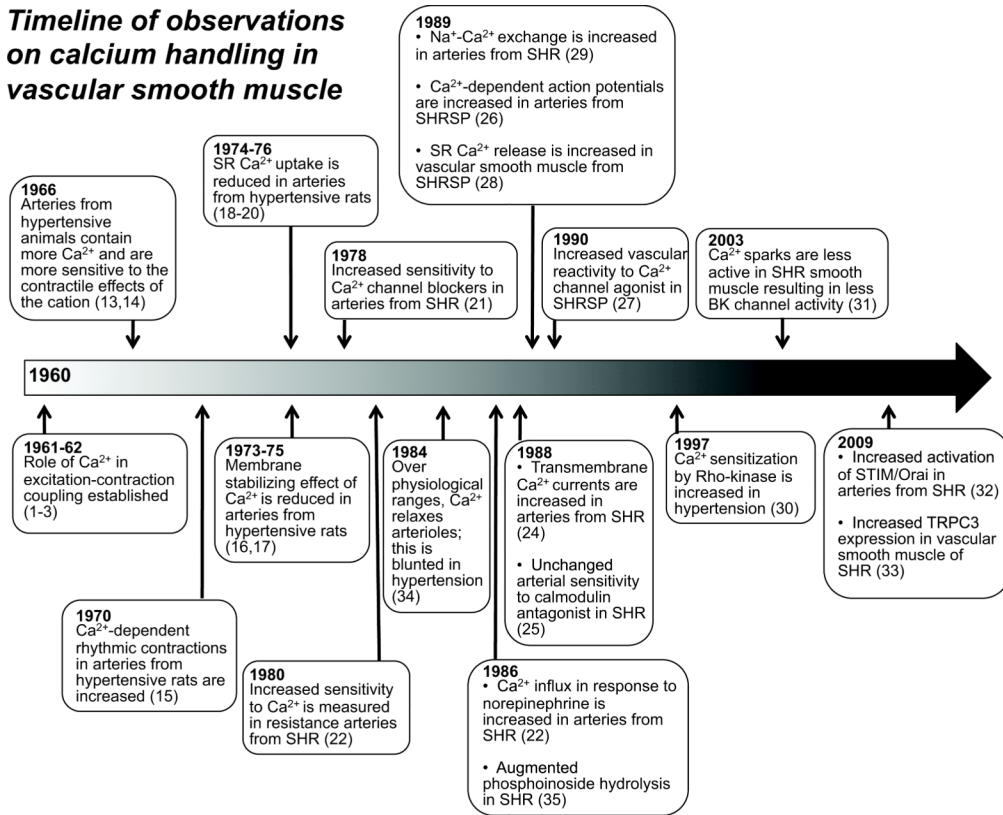 Timeline of observations
on calcium handling in
vascular smooth muscle
1989
• Na⁺-Ca²⁺ exchange is increased
in arteries from SHR (29)
• Ca²⁺-dependent action potentials
are increased in arteries from
SHRSP (26)
• SR Ca²⁺ release is increased in
vascular smooth muscle from
SHRSP (28)
1974-76
SR Ca²⁺ uptake is
reduced in arteries
from hypertensive rats
(18-20)
1966
Arteries from
hypertensive
animals contain
more Ca²⁺ and are
more sensitive to the
contractile effects of
the cation (13,14)
1978
Increased sensitivity to
Ca²⁺ channel blockers in
arteries from SHR (21)
1990
Increased vascular
reactivity to Ca²⁺
channel agonist in
SHRSP (27)
2003
Ca²⁺ sparks are less
active in SHR smooth
muscle resulting in less
BK channel activity (31)
1960
1961-62
Role of Ca²⁺ in
excitation-contraction
coupling established
(1-3)
1973-75
Membrane
stabilizing effect of
Ca²⁺ is reduced in
arteries from
hypertensive rats
(16,17)
1984
Over
physiological
ranges, Ca²⁺
relaxes
arterioles;
this is
blunted in
hypertension
(34)
1988
• Transmembrane
Ca²⁺ currents are
increased in
arteries from SHR
(24)
• Unchanged
arterial sensitivity
to calmodulin
antagonist in SHR
(25)
1997
Ca²⁺ sensitization
by Rho-kinase is
increased in
hypertension (30)
2009
• Increased activation
of STIM/Orai in
arteries from SHR (32)
• Increased TRPC3
expression in vascular
smooth muscle of
SHR (33)
1970
Ca²⁺-dependent
rhythmic contractions
in arteries from
hypertensive rats are
increased (15)
1980
Increased sensitivity
to Ca²⁺ is measured
in resistance arteries
from SHR (22)
1986
• Ca²⁺ influx in response to
norepinephrine is
increased in arteries from
SHR (22)
• Augmented
phosphoinoside hydrolysis
in SHR (35)